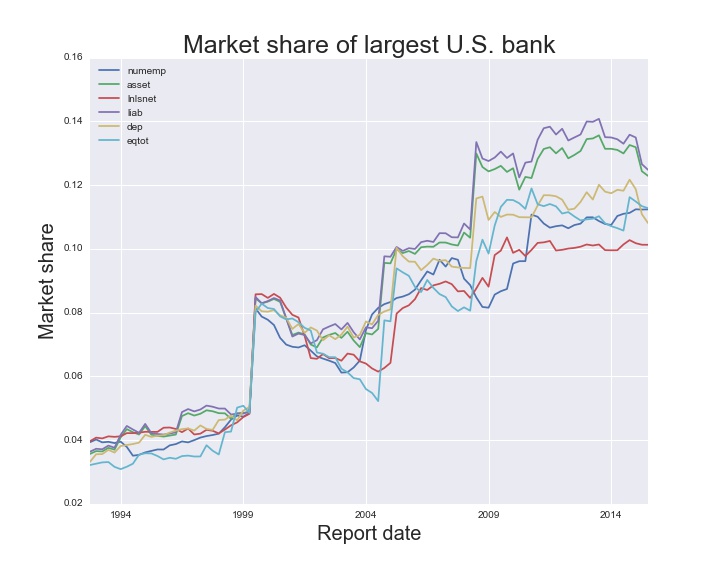 Market share of largest U.S. bank
0.16
0.14
0.12
0.10
0.08
0.06
0.04
0.02
Market share
numemp
asset
lnlsnet
liab
dep
eqtot
1994
1999
2004
2009
2014
Report date